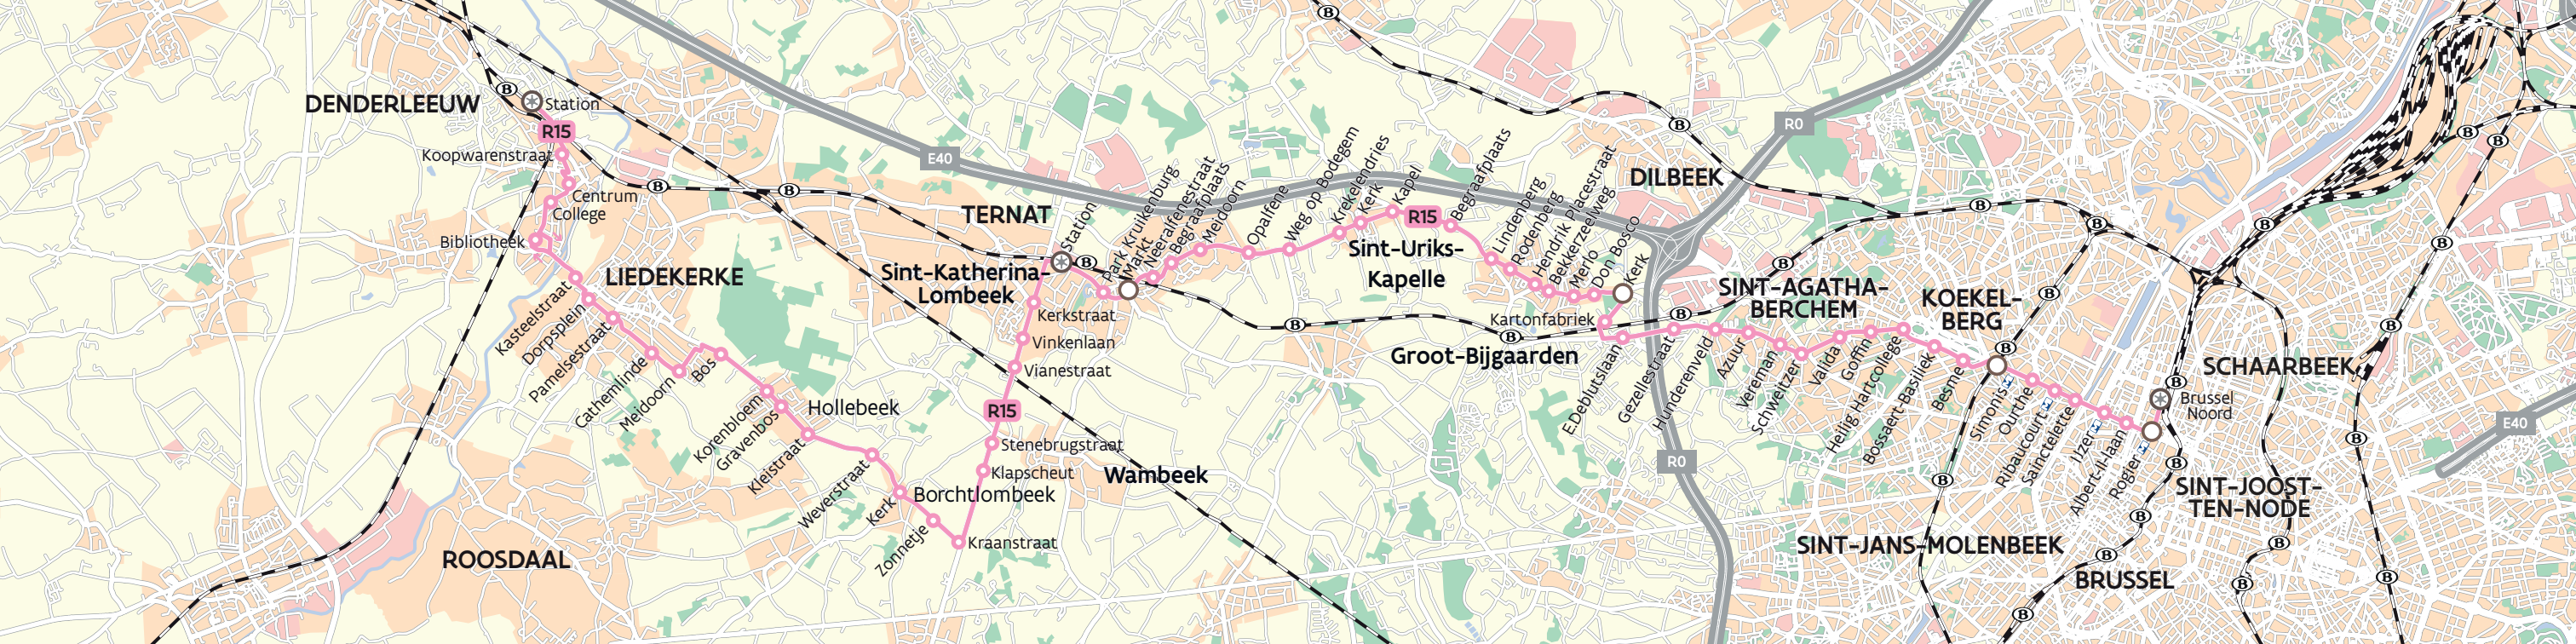 DENDERLEEUW
B
Station
R15
Koopwarenstraat
Centrum
College
Bibliotheek
LIEDEKERKE
Kasteelstraat
Dorpsplein
Pamelsestraat
Cathemlinde
Meidoorn
Bos
Korenbloem
Gravenbos
Hollebeek
Kleistraat
Weverstraat
Kerk
Borchtlombeek
Zonnetje
Kraanstraat
Klapscheut
Stenebrugstraat
R15
Vianestraat
Vinkenlaan
Kerkstraat
Sint-Katherina-
Lombeek
TERNAT
Station
B
B
B
E40
ROOSDAAL
Wambeek
Park Kruikenburg
Markt
Neeralfenestraat
Begraafplaats
Meidoorn
Opalfene
Weg op Bodegem
Krekelendries
Kerk
Kapel
R15
Sint-Uriks-
Kapelle
Begraafplaats
Lindenberg
Rodenberg
Hendrik Placestraat
Bekkerzeelweg
Merlo
Don Bosco
Kerk
B
B
DILBEEK
R0
Kartonfabriek
B
B
Groot-Bijgaarden
E.Deblutslaan
Gezellestraat
B
Hunderenveld
R0
SINT-AGATHA-
BERCHEM
B
B
Azuur
Vereman
Schweitzer
Valida
Goffin
Heilig Hartcollege
Bossaert-Basiliek
Besme
KOEKEL-
BERG
B
B
B
Simonis
Ourthe
Ribaucourt
Sainctelette
IJzer
Albert-II-laan
Rogier
Brussel
Noord
B
B
B
B
B
SCHAARBEEK
B
B
B
B
B
E40
SINT-JOOST-
TEN-NODE
B
B
SINT-JANS-MOLENBEEK
B
B
B
BRUSSEL
B
B